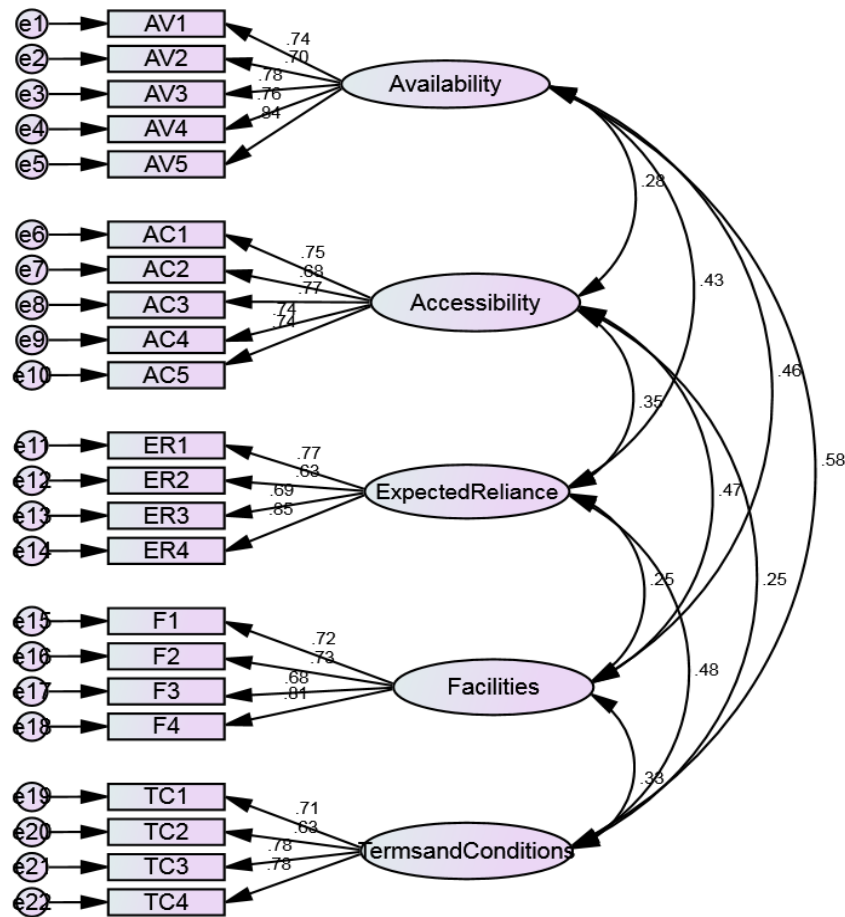 e1 AV1
.74
e2 AV2
.70
e3 AV3
.78
Availability
e4 AV4
.76
e5 AV5
.84
.28
e6 AC1
.75
e7 AC2
.68
e8 AC3
.77
Accessibility
.43
e9 AC4
.74
e10 AC5
.74
.46
.35
e11 ER1
.77
.58
e12 ER2
.63
ExpectedReliance
.47
e13 ER3
.69
e14 ER4
.85
.25
.25
e15 F1
.72
e16 F2
.73
e17 F3
.68
Facilities
.48
e18 F4
.81
.33
e19 TC1
.71
e20 TC2
.63
e21 TC3
.78
TermsandConditions
e22 TC4
.78